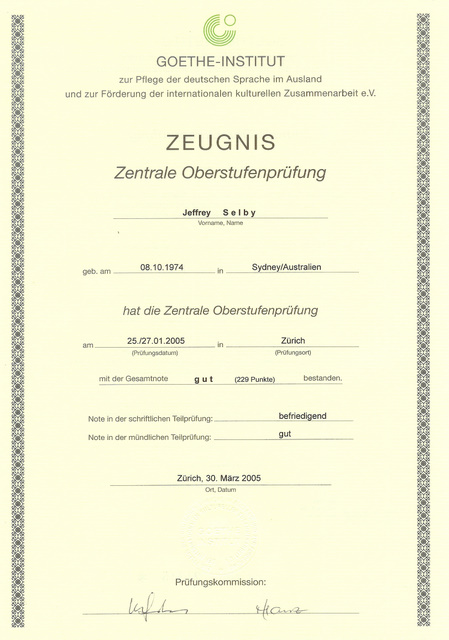 GOETHE-INSTITUT
zur Pflege der deutschen Sprache im Ausland
und zur Förderung der internationalen kulturellen Zusammenarbeit e.V.
ZEUGNIS
Zentrale Oberstufenprüfung
Jeffrey Selby
Vorname, Name
geb. am 08.10.1974 in Sydney/Australien
hat die Zentrale Oberstufenprüfung
am 25./27.01.2005 in Zürich
(Prüfungsdatum) (Prüfungsort)
mit der Gesamtnote gut (229 Punkte) bestanden.
Note in der schriftlichen Teilprüfung: befriedigend
Note in der mündlichen Teilprüfung: gut
Zürich, 30. März 2005
Ort, Datum
Prüfungskommission: